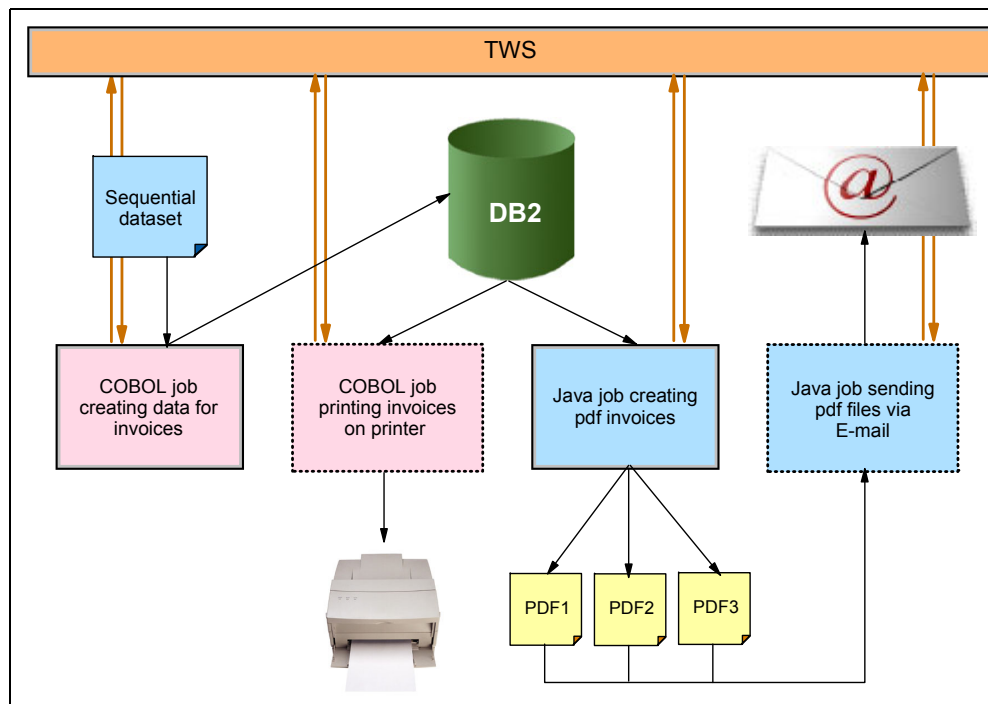 TWS
Sequential
dataset
DB2
@
COBOL job
creating data for
invoices
COBOL job
printing invoices
on printer
Java job creating
pdf invoices
Java job sending
pdf files via
E-mail
PDF1
PDF2
PDF3